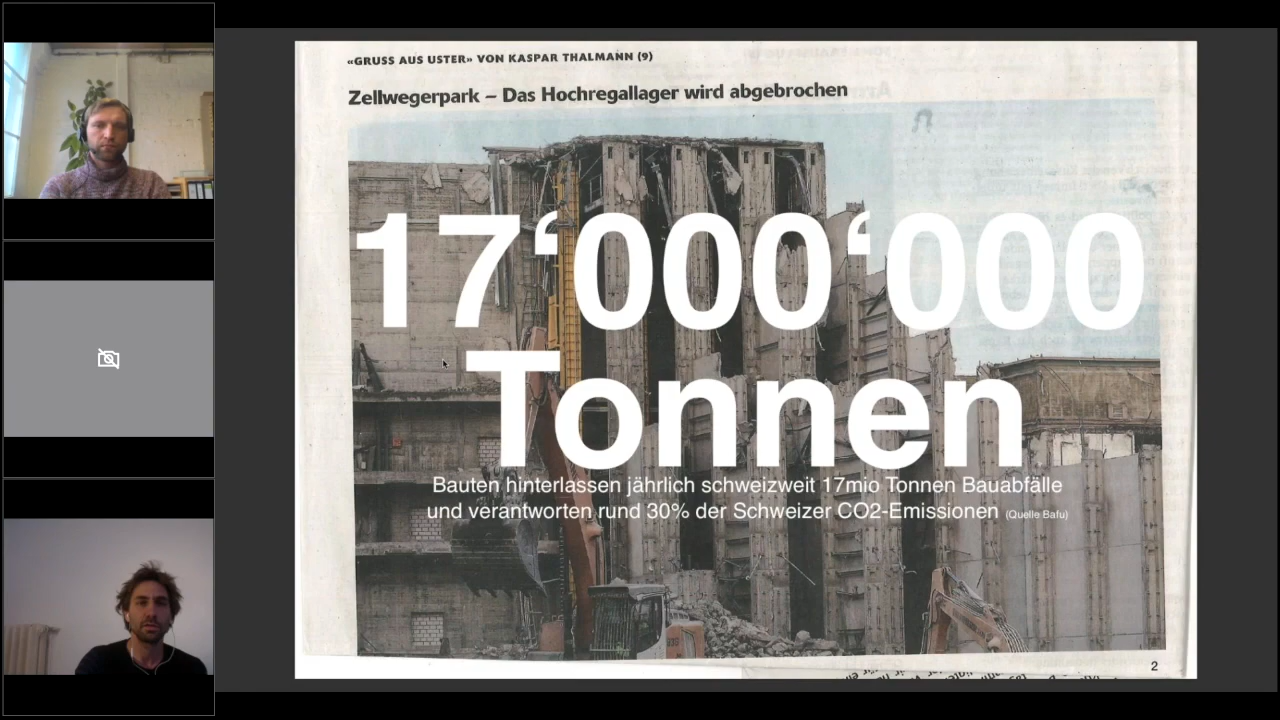 «GRUSS AUS USTER» VON KASPAR THALMANN (9)
Zellwegerpark – Das Hochregallager wird abgebrochen
17‘000‘000
Tonnen
Bauten hinterlassen jährlich schweizweit 17mio Tonnen Bauabfälle
und verantworten rund 30% der Schweizer CO2-Emissionen (Quelle Bafu)
2